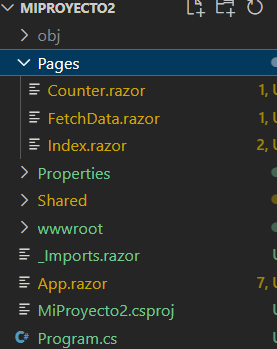 MIPROYECTO2
obj
Pages
Counter.razor 1, U
FetchData.razor 1, U
Index.razor 2, U
Properties
Shared
wwwroot
_Imports.razor U
App.razor 7, U
MiProyecto2.csproj U
C# Program.cs U